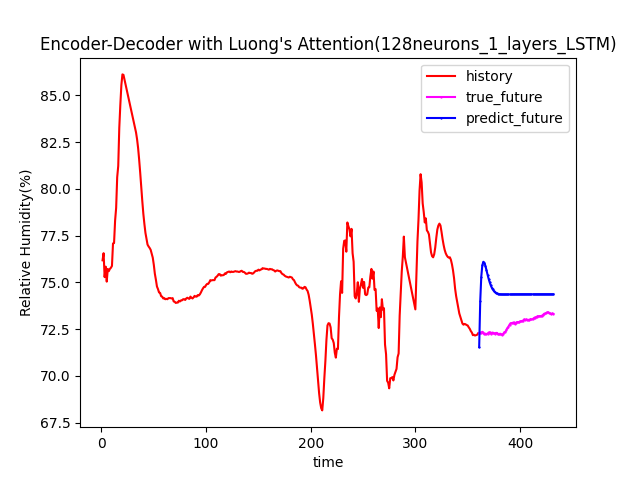 Encoder-Decoder with Luong's Attention(128neurons_1_layers_LSTM)
history
true_future
predict_future
Relative Humidity(%)
85.0
82.5
80.0
77.5
75.0
72.5
70.0
67.5
0 100 200 300 400
time